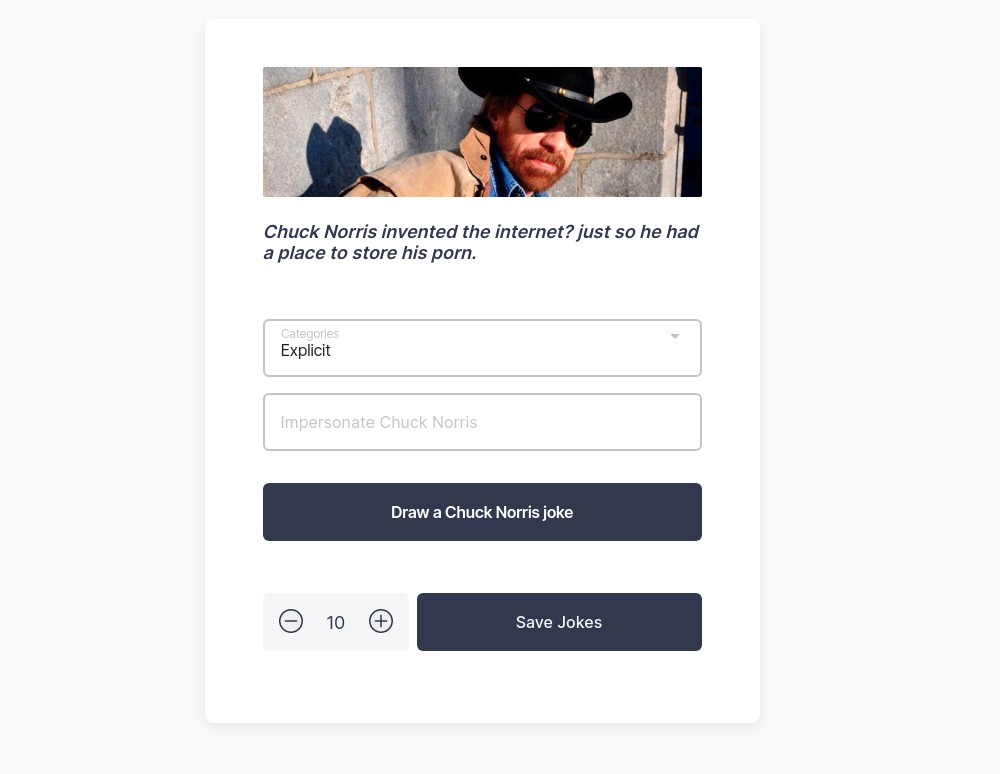 Chuck Norris invented the internet? just so he had
a place to store his porn.
Categories
Explicit
Impersonate Chuck Norris
Draw a Chuck Norris joke
10
Save Jokes